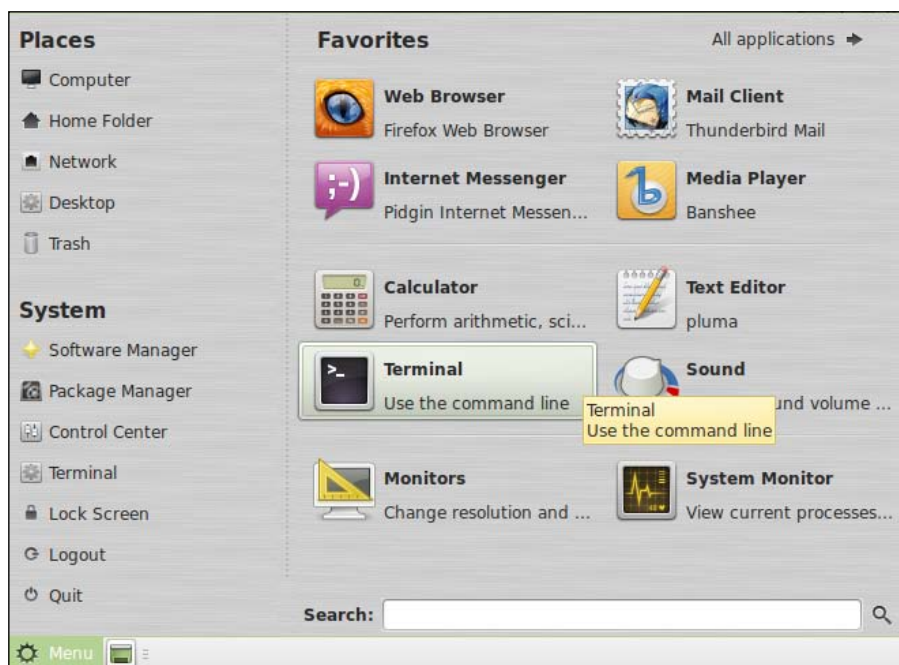 Places
Computer
Home Folder
Network
Desktop
Trash
System
Software Manager
Package Manager
Control Center
Terminal
Lock Screen
Logout
Quit
Favorites
All applications
Web Browser
Firefox Web Browser
Mail Client
Thunderbird Mail
Internet Messenger
Pidgin Internet Messen...
Media Player
Banshee
Calculator
Perform arithmetic, sci...
Text Editor
pluma
Terminal
Use the command line
Sound
volume ...
Terminal
Use the command line
Monitors
Change resolution and ...
System Monitor
View current processes...
Search:
Menu